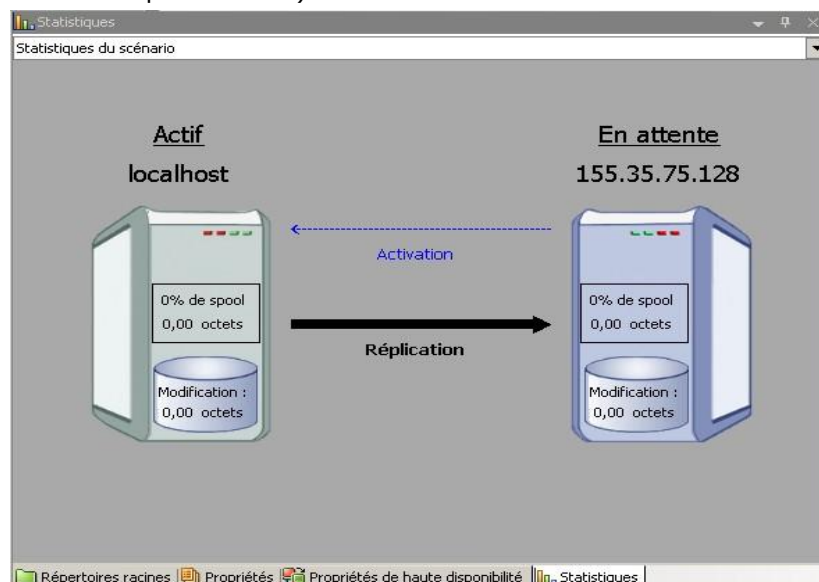 Statistiques
Statistiques du scénario
Actif
localhost
En attente
155.35.75.128
Activation
0% de spool
0,00 octets
Réplication
0% de spool
0,00 octets
Modification :
0,00 octets
Modification :
0,00 octets
Répertoires racines
Propriétés
Propriétés de haute disponibilité
Statistiques